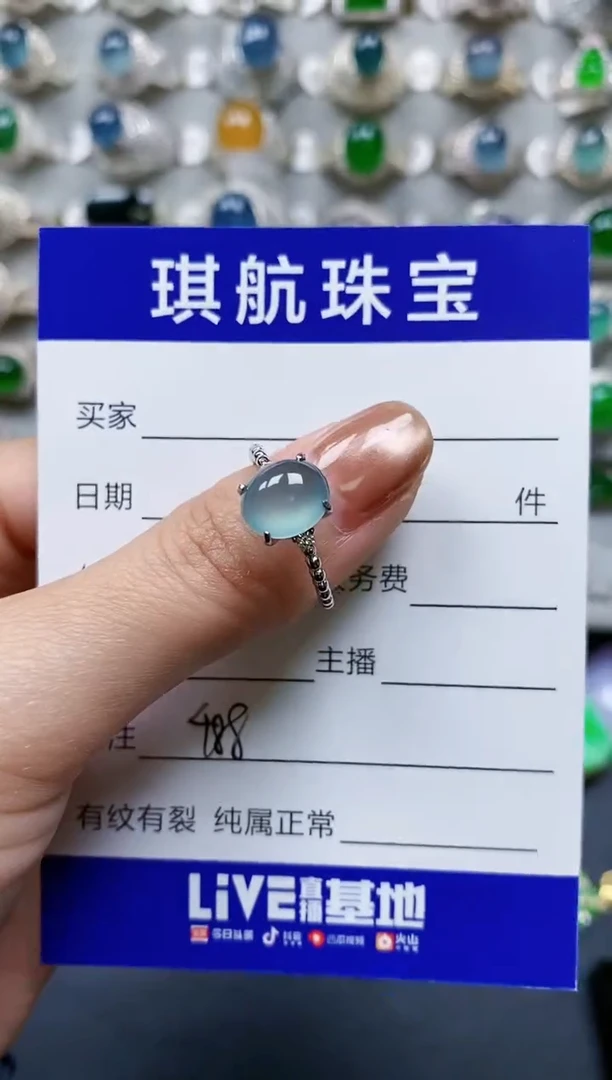 琪航珠宝
买家
日期 件
务费
主播
注 488
有纹有裂 纯属正常
LiVE直播基地
今日头条 抖音 西瓜视频 火山